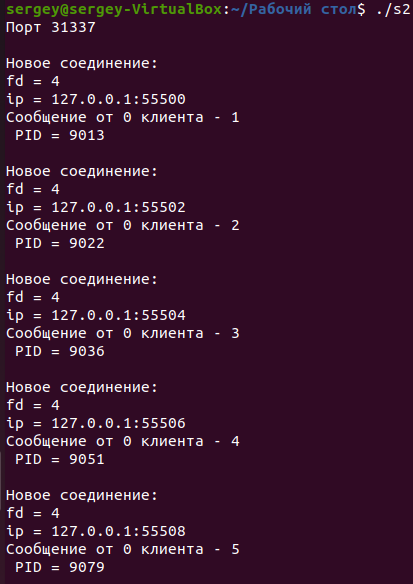 sergey@sergey-VirtualBox:~/Рабочий стол$ ./s2
Порт 31337
Новое соединение:
fd = 4
ip = 127.0.0.1:55500
Сообщение от 0 клиента - 1
PID = 9013
Новое соединение:
fd = 4
ip = 127.0.0.1:55502
Сообщение от 0 клиента - 2
PID = 9022
Новое соединение:
fd = 4
ip = 127.0.0.1:55504
Сообщение от 0 клиента - 3
PID = 9036
Новое соединение:
fd = 4
ip = 127.0.0.1:55506
Сообщение от 0 клиента - 4
PID = 9051
Новое соединение:
fd = 4
ip = 127.0.0.1:55508
Сообщение от 0 клиента - 5
PID = 9079